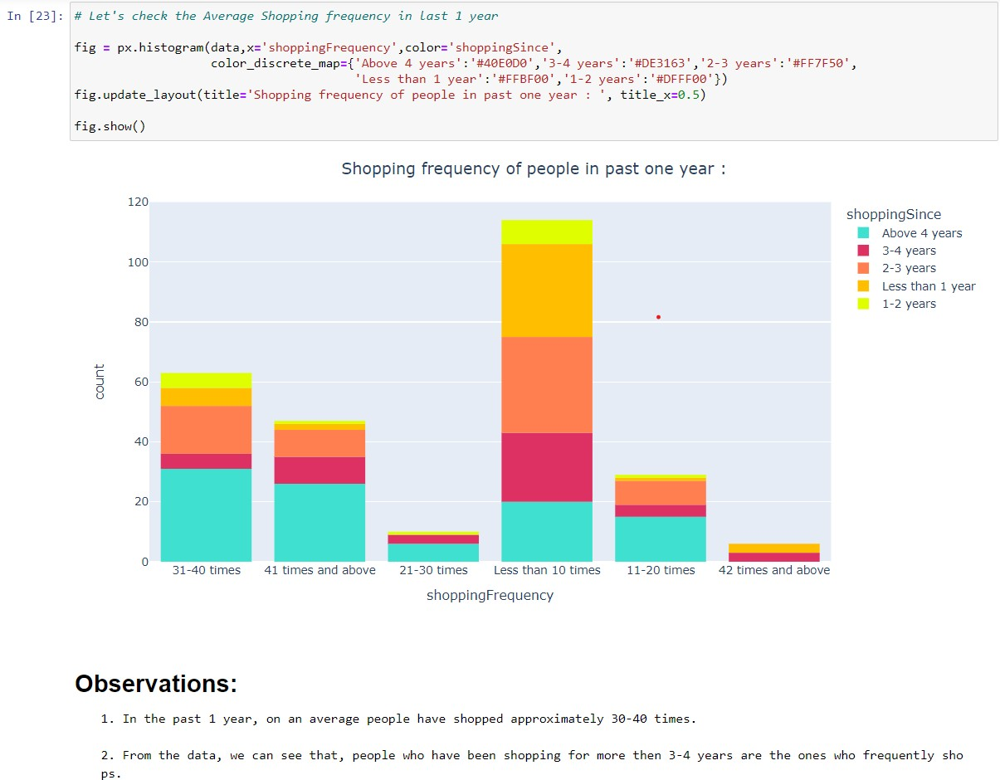 In [23]: # Let's check the Average Shopping frequency in last 1 year
fig = px.histogram(data,x='shoppingFrequency',color='shoppingSince',
color_discrete_map={'Above 4 years':'#40E0D0','3-4 years':'#DE3163','2-3 years':'#FF7F50',
'Less than 1 year':'#FFBF00','1-2 years':'#DFFF00'})
fig.update_layout(title='Shopping frequency of people in past one year : ', title_x=0.5)
fig.show()
Shopping frequency of people in past one year :
shoppingSince
Above 4 years
3-4 years
2-3 years
Less than 1 year
1-2 years
count
120
100
80
60
40
20
0
31-40 times 41 times and above 21-30 times Less than 10 times 11-20 times 42 times and above
shoppingFrequency
Observations:
1. In the past 1 year, on an average people have shopped approximately 30-40 times.
2. From the data, we can see that, people who have been shopping for more then 3-4 years are the ones who frequently sho
ps.